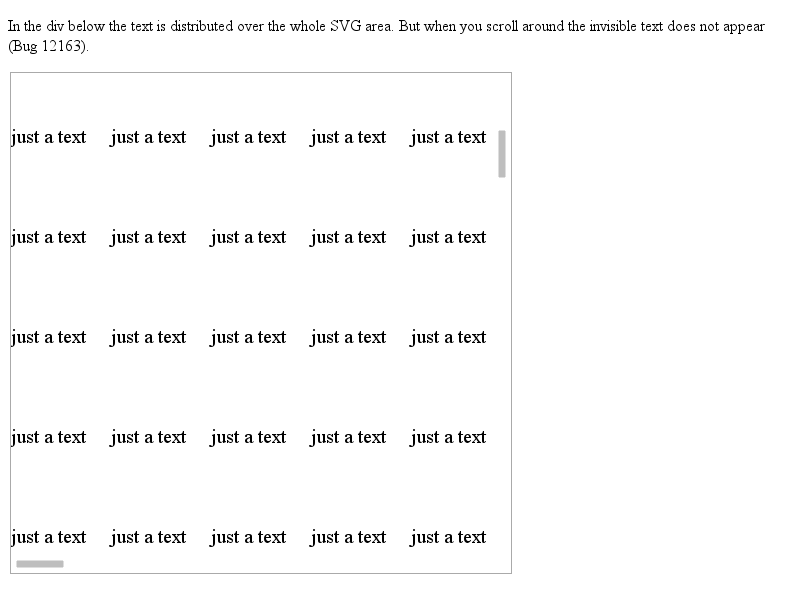 In the div below the text is distributed over the whole SVG area. But when you scroll around the invisible text does not appear
(Bug 12163).
just a text just a text just a text just a text just a text
just a text just a text just a text just a text just a text
just a text just a text just a text just a text just a text
just a text just a text just a text just a text just a text
just a text just a text just a text just a text just a text